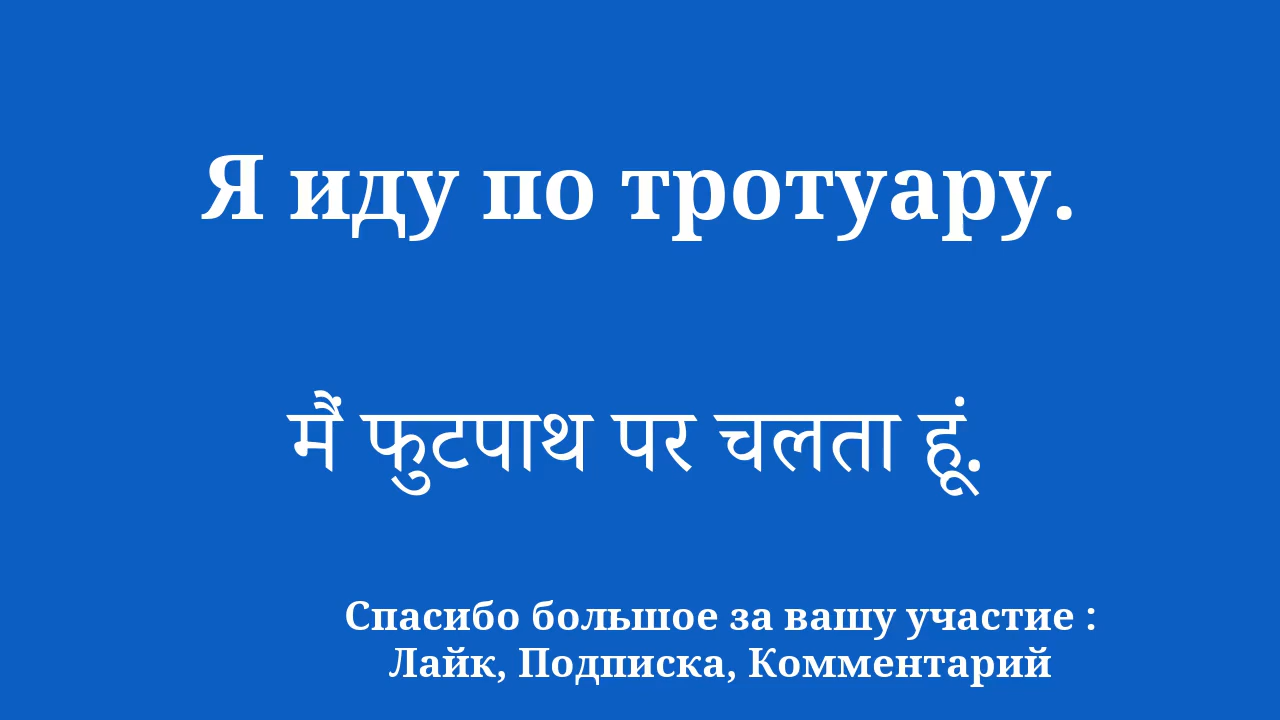 Я иду по тротуару.
मैं फुटपाथ पर चलता हूं.
Спасибо большое за вашу участие :
Лайк, Подписка, Комментарий